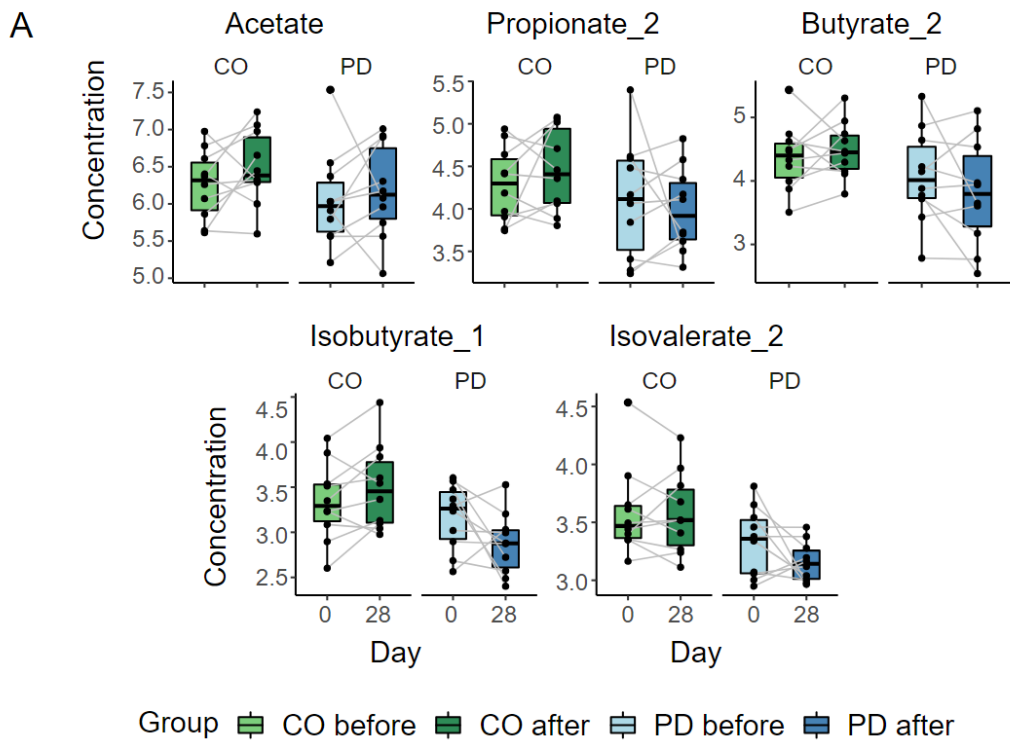 A
Acetate
Propionate_2
Butyrate_2
CO PD
CO PD
CO PD
Concentration
7.5
7.0
6.5
6.0
5.5
5.0
5.5
5.0
4.5
4.0
3.5
5
4
3
Isobutyrate_1
Isovalerate_2
CO PD
CO PD
Concentration
4.5
4.0
3.5
3.0
2.5
4.5
4.0
3.5
3.0
0 28 0 28
0 28 0 28
Day
Day
Group CO before CO after PD before PD after